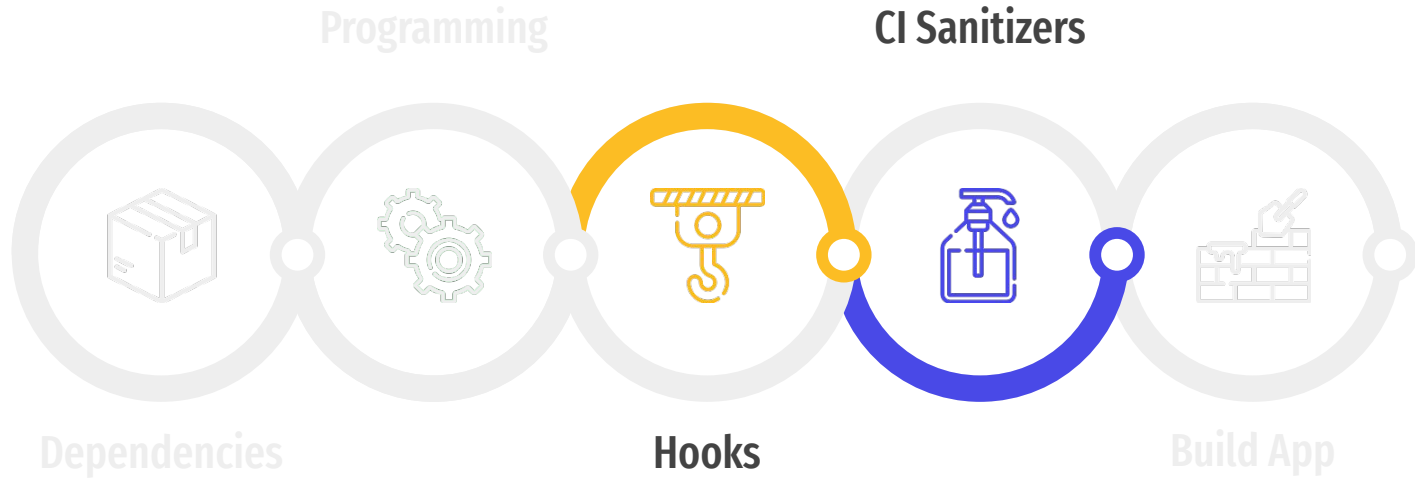 Programming
CI Sanitizers
Dependencies
Hooks
Build App